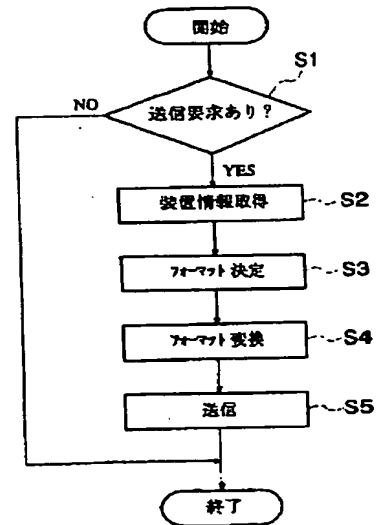 開始
S1
送信要求あり？
NO
YES
装置情報取得
S2
フォーマット決定
S3
フォーマット変換
S4
送信
S5
終了